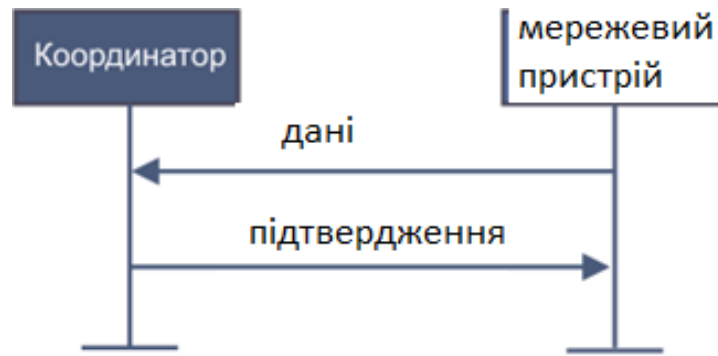 Координатор
мережевий
пристрій
дані
підтвердження